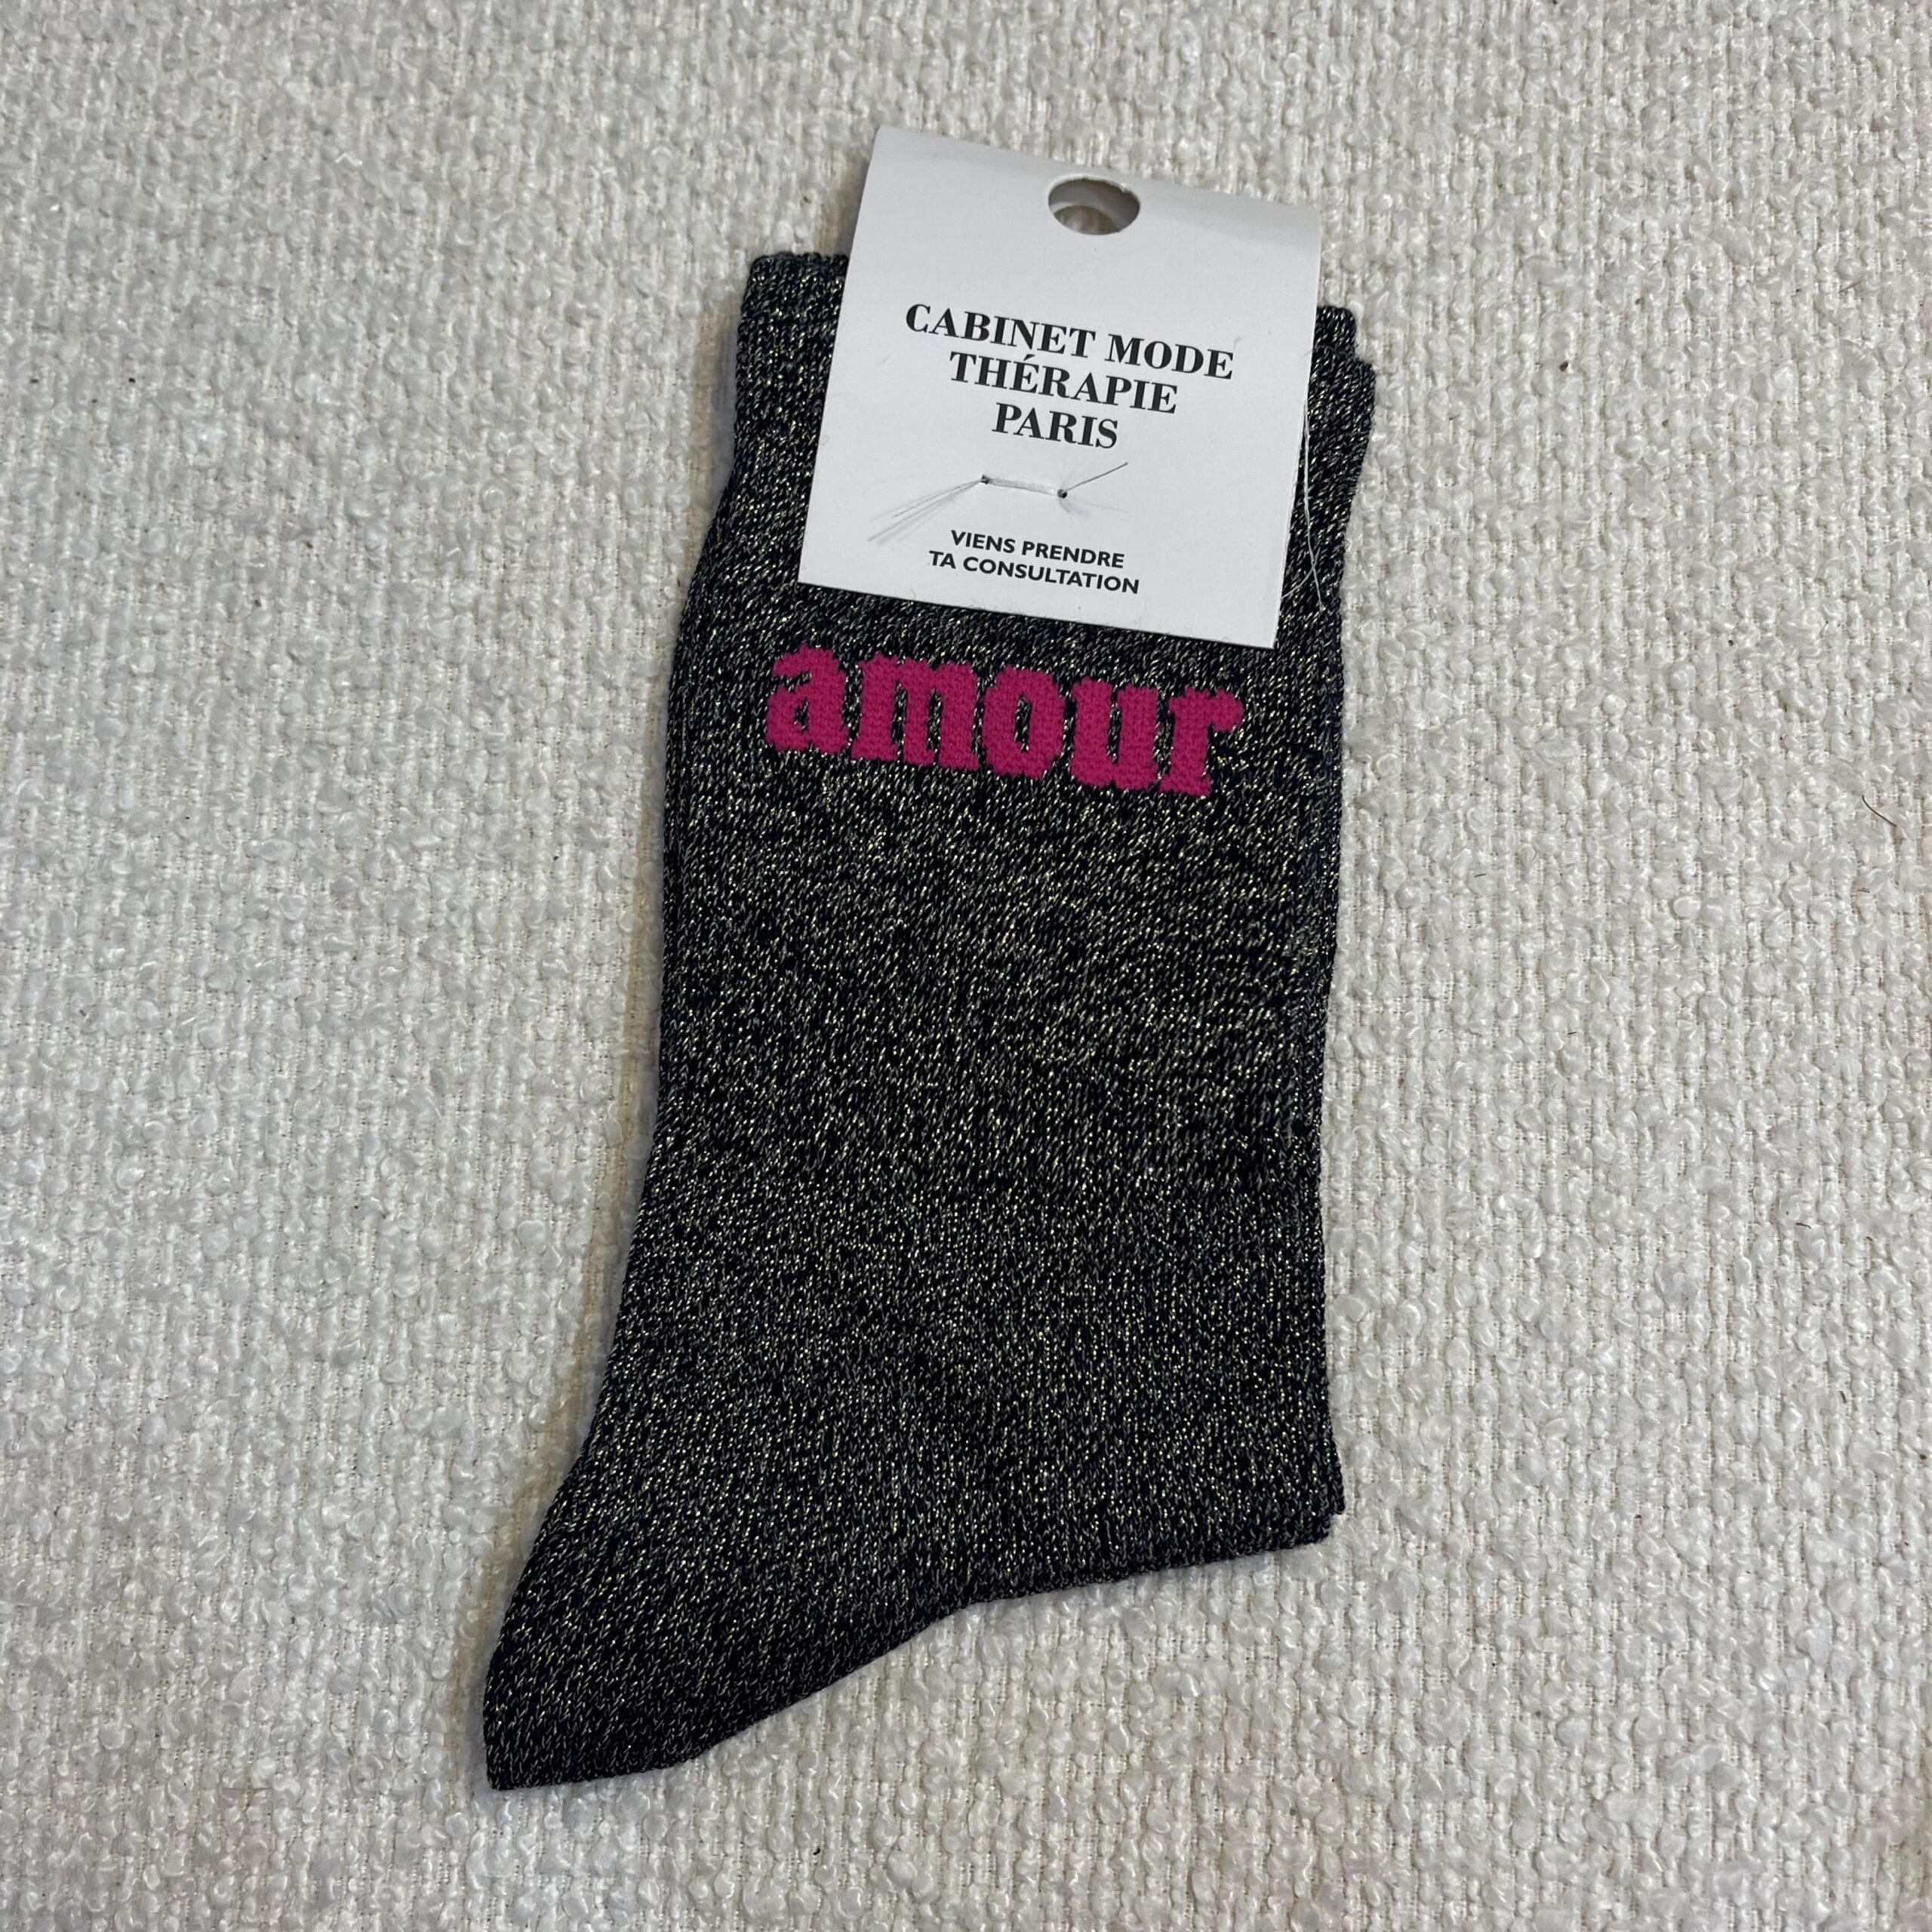 CABINET MODE
THÉRAPIE
PARIS
VIENS PRENDRE
TA CONSULTATION
amour